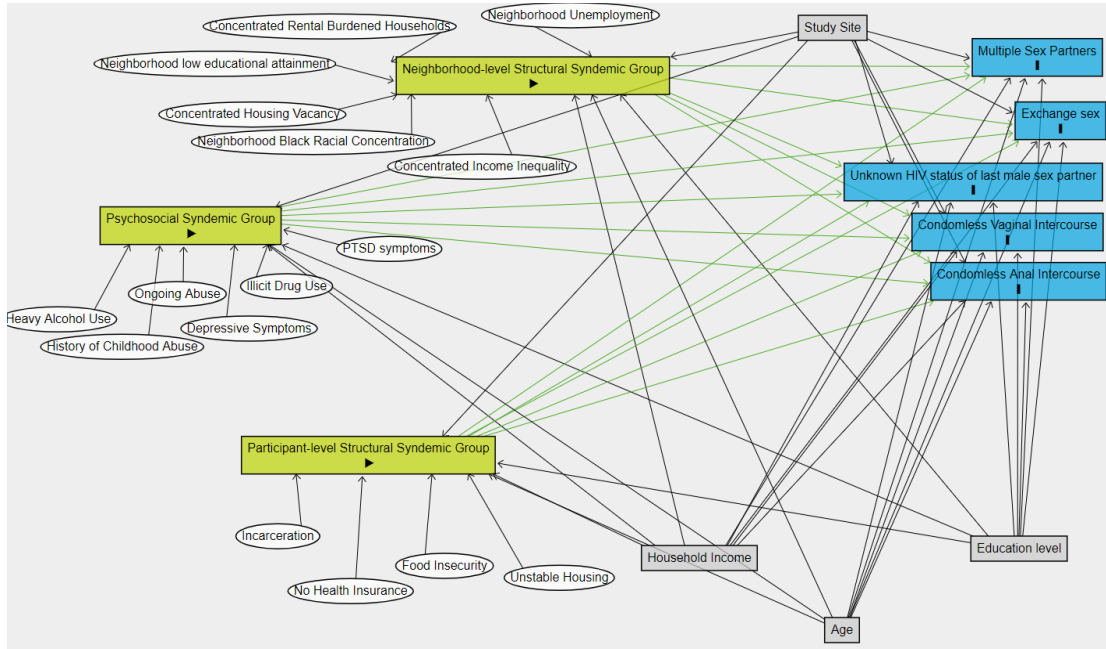 Neighborhood Unemployment
Concentrated Rental Burdened Households
Study Site
Multiple Sex Partners
Neighborhood low educational attainment
Neighborhood-level Structural Syndemic Group
Concentrated Housing Vacancy
Exchange sex
Neighborhood Black Racial Concentration
Concentrated Income Inequality
Unknown HIV status of last male sex partner
Psychosocial Syndemic Group
Condomless Vaginal Intercourse
PTSD symptoms
Condomless Anal Intercourse
Illicit Drug Use
Ongoing Abuse
Heavy Alcohol Use
Depressive Symptoms
History of Childhood Abuse
Participant-level Structural Syndemic Group
Incarceration
Education level
Household Income
Food Insecurity
Unstable Housing
No Health Insurance
Age